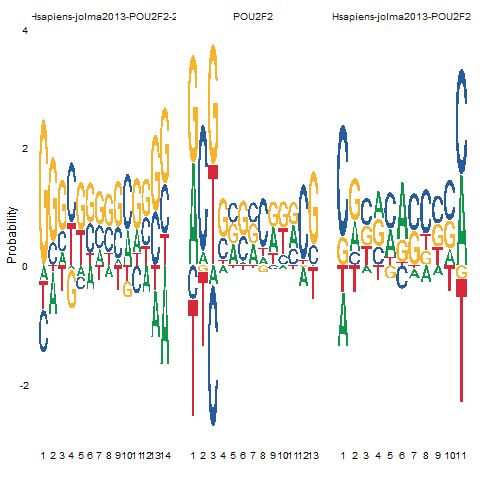 Hsapiens-jolma2013-POU2F2-2
POU2F2
Hsapiens-jolma2013-POU2F2
4
2
0
-2
Probability
1 2 3 4 5 6 7 8 9 10 11 12 13 14
1 2 3 4 5 6 7 8 9 10 11 12 13
1 2 3 4 5 6 7 8 9 10 11